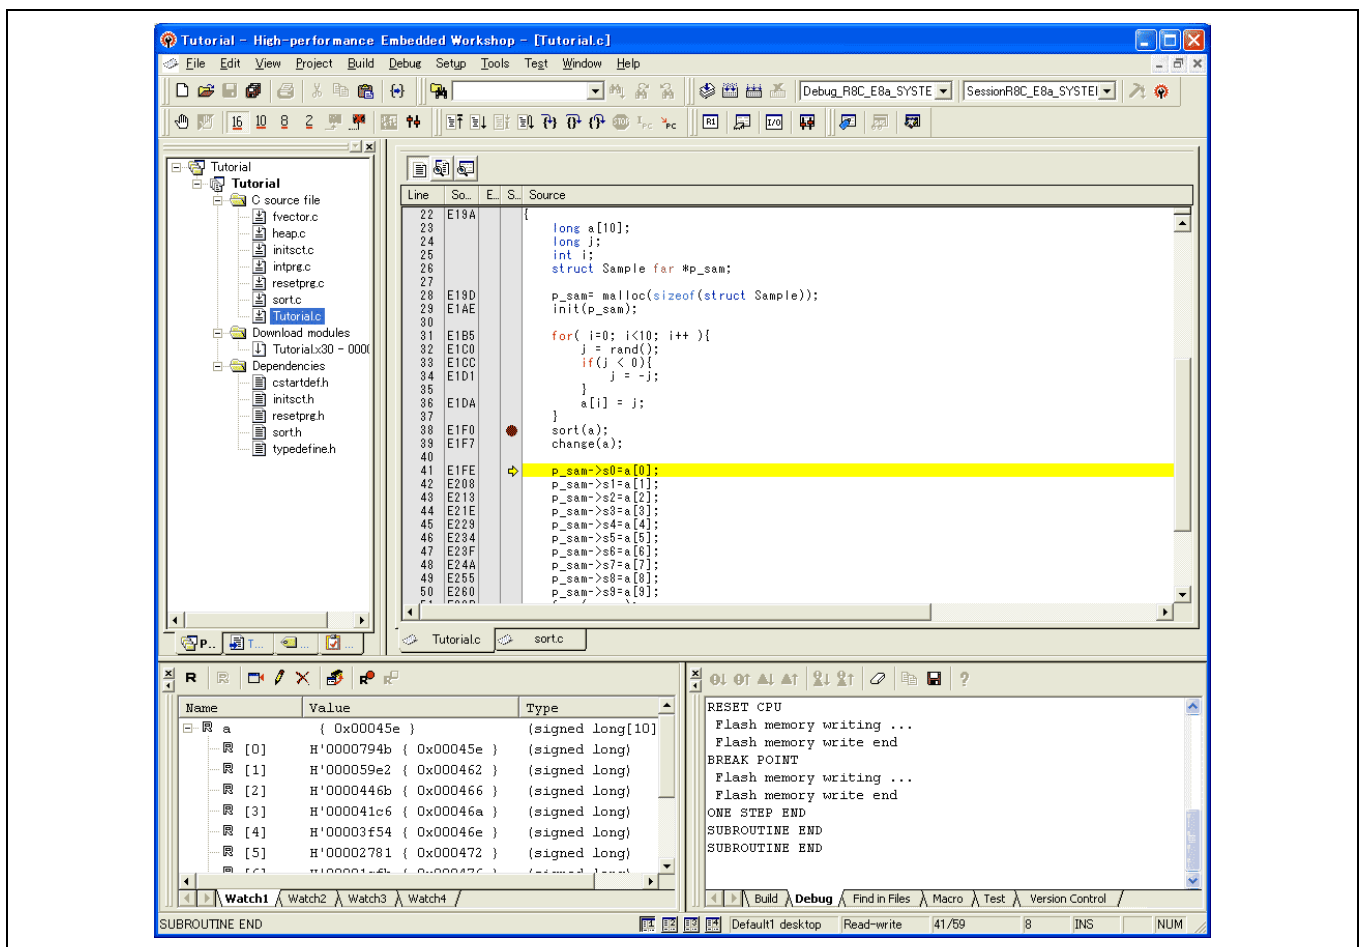 Tutorial - High-performance Embedded Workshop - [Tutorial.c]
File Edit View Project Build Debug Setup Tools Test Window Help
Debug_R8C_E8a_SYSTE SessionR8C_E8a_SYSTEI
16 10 8 2
Tutorial
Tutorial
C source file
fvector.c
heap.c
initsct.c
intprg.c
resetprg.c
sort.c
Tutorial.c
Download modules
Tutorial.x30 - 000(
Dependencies
cstartdef.h
initsct.h
resetprg.h
sort.h
typedefine.h
P... T... ... ...
Line So... E.. S.. Source
22 E19A {
23 long a[10];
24 long j;
25 int i;
26 struct Sample far *p_sam;
27
28 E19D p_sam= malloc(sizeof(struct Sample));
29 E1AE init(p_sam);
30
31 E1B5 for( i=0; i<10; i++ ){
32 E1C0 j = rand();
33 E1CC if(j < 0){
34 E1D1 j = -j;
35 }
36 E1DA a[i] = j;
37 }
38 E1F0 sort(a);
39 E1F7 change(a);
40
41 E1FE p_sam->s0=a[0];
42 E208 p_sam->s1=a[1];
43 E213 p_sam->s2=a[2];
44 E21E p_sam->s3=a[3];
45 E229 p_sam->s4=a[4];
46 E234 p_sam->s5=a[5];
47 E23F p_sam->s6=a[6];
48 E24A p_sam->s7=a[7];
49 E255 p_sam->s8=a[8];
50 E260 p_sam->s9=a[9];
Tutorial.c sort.c
Name Value Type
R a { 0x00045e } (signed long[10]
R [0] H'0000794b { 0x00045e } (signed long)
R [1] H'000059e2 { 0x000462 } (signed long)
R [2] H'0000446b { 0x000466 } (signed long)
R [3] H'000041c6 { 0x00046a } (signed long)
R [4] H'00003f54 { 0x00046e } (signed long)
R [5] H'00002781 { 0x000472 } (signed long)
Watch1 Watch2 Watch3 Watch4
RESET CPU
Flash memory writing ...
Flash memory write end
BREAK POINT
Flash memory writing ...
Flash memory write end
ONE STEP END
SUBROUTINE END
SUBROUTINE END
Build Debug Find in Files Macro Test Version Control
SUBROUTINE END Default1 desktop Read-write 41/59 8 INS NUM